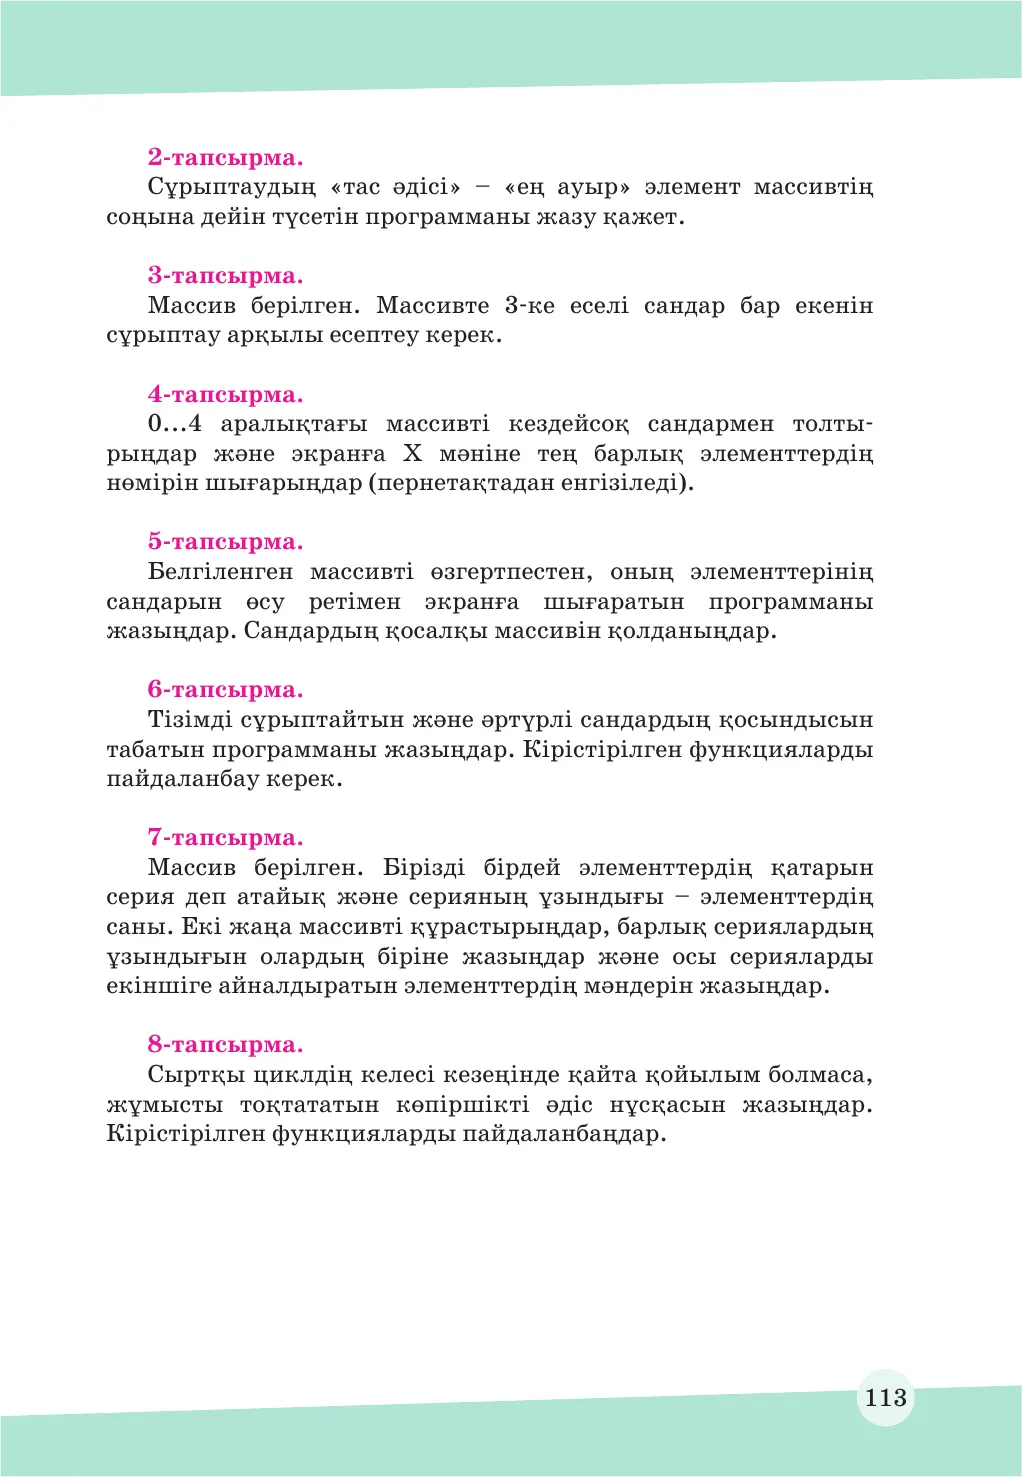 2-тапсырма.
Сұрыптаудың «тас әдісі» – «ең ауыр» элемент массивтің
соңына дейін түсетін программаны жазу қажет.
3-тапсырма.
Массив берілген. Массивте 3-ке еселі сандар бар екенін
сұрыптау арқылы есептеу керек.
4-тапсырма.
0...4 аралықтағы массивті кездейсоқ сандармен толты-
рыңдар және экранға X мәніне тең барлық элементтердің
нөмірін шығарыңдар (пернетақтадан енгізіледі).
5-тапсырма.
Белгіленген массивті өзгертпестен, оның элементтерінің
сандарын өсу ретімен экранға шығаратын программаны
жазыңдар. Сандардың қосалқы массивін қолданыңдар.
6-тапсырма.
Тізімді сұрыптайтын және әртүрлі сандардың қосындысын
табатын программаны жазыңдар. Кірістірілген функцияларды
пайдаланбау керек.
7-тапсырма.
Массив берілген. Бірізді бірдей элементтердің қатарын
серия деп атайық және серияның ұзындығы – элементтердің
саны. Екі жаңа массивті құрастырыңдар, барлық сериялардың
ұзындығын олардың біріне жазыңдар және осы серияларды
екіншіге айналдыратын элементтердің мәндерін жазыңдар.
8-тапсырма.
Сыртқы циклдің келесі кезеңінде қайта қойылым болмаса,
жұмысты тоқтататын көпіршікті әдіс нұсқасын жазыңдар.
Кірістірілген функцияларды пайдаланбаңдар.
113